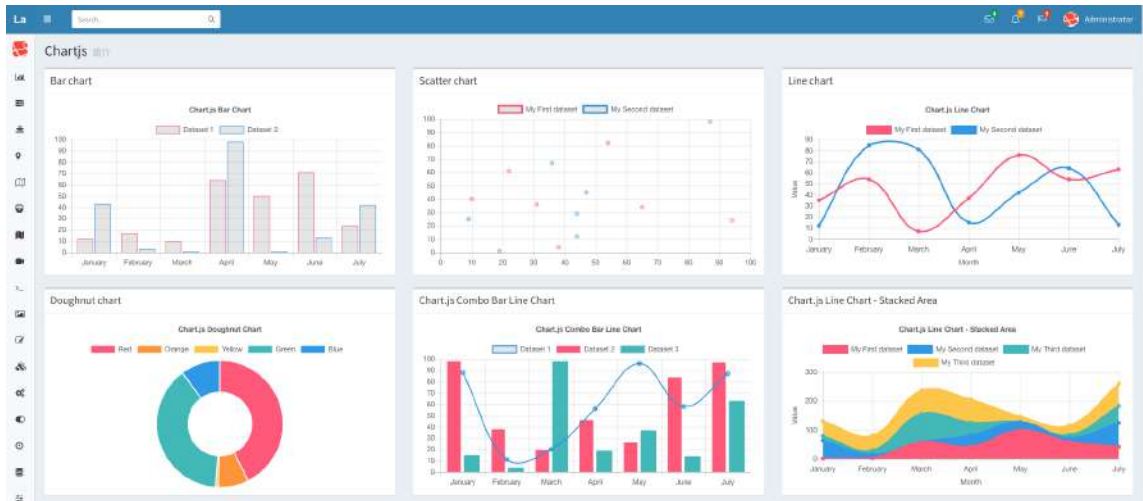 La Search... Administrator
Chartjs
Bar chart
Chart.js Bar Chart
Dataset 1 Dataset 2
100
90
80
70
60
50
40
30
20
10
0
January February March April May June July
Scatter chart
My First dataset My Second dataset
100
90
80
70
60
50
40
30
20
10
0
0 10 20 30 40 50 60 70 80 90 100
Line chart
Chart.js Line Chart
My First dataset My Second dataset
Value
90
80
70
60
50
40
30
20
10
0
January February March April May June July
Month
Doughnut chart
Chart.js Doughnut Chart
Red Orange Yellow Green Blue
Chart.js Combo Bar Line Chart
Chart.js Combo Bar Line Chart
Dataset 1 Dataset 2 Dataset 3
100
90
80
70
60
50
40
30
20
10
0
January February March April May June July
Chart.js Line Chart - Stacked Area
Chart.js Line Chart - Stacked Area
My First dataset My Second dataset My Third dataset
My Third dataset
Value
300
200
100
0
January February March April May June July
Month